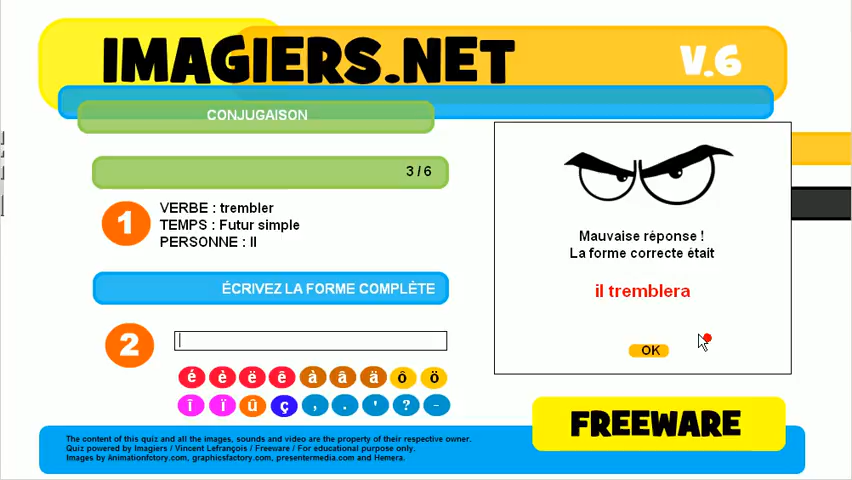 IMAGIERS.NET
V.6
CONJUGAISON
3 / 6
1
VERBE : trembler
TEMPS : Futur simple
PERSONNE : Il
ÉCRIVEZ LA FORME COMPLÈTE
2
é è ë ê à â ä ô ö
î ï û ç , . ' ? -
Mauvaise réponse !
La forme correcte était
il tremblera
OK
FREEWARE
The content of this quiz and all the images, sounds and video are the property of their respective owner.
Quiz powered by Imagiers / Vincent Lefrançois / Freeware / For educational purpose only.
Images by Animationfctory.com, graphicsfactory.com, presentermedia.com and Hemera.